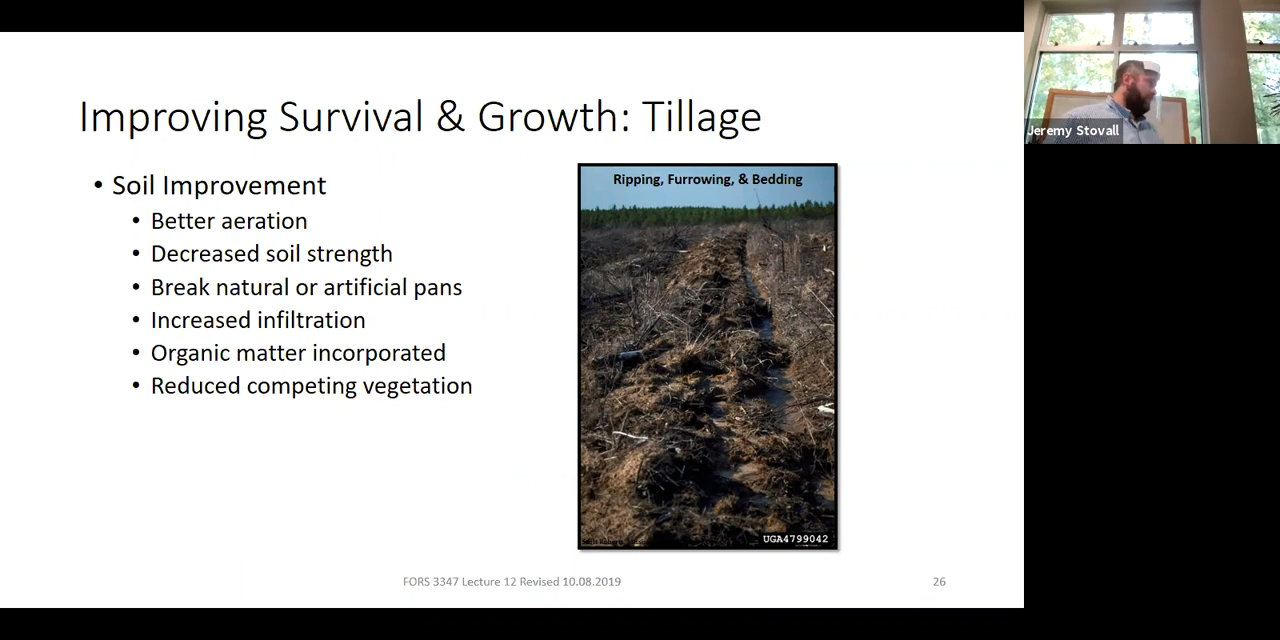 Improving Survival & Growth: Tillage
• Soil Improvement
• Better aeration
• Decreased soil strength
• Break natural or artificial pans
• Increased infiltration
• Organic matter incorporated
• Reduced competing vegetation
Ripping, Furrowing, & Bedding
UGA4799042
FORS 3347 Lecture 12 Revised 10.08.2019
26
Jeremy Stovall